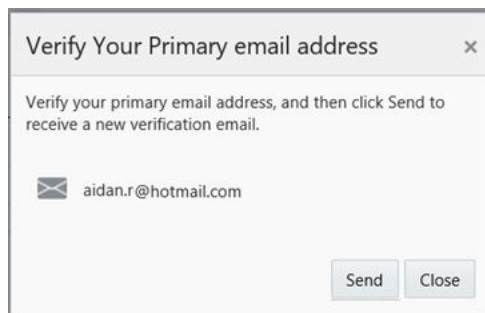 Verify Your Primary email address ×
Verify your primary email address, and then click Send to
receive a new verification email.
aidan.r@hotmail.com
Send Close